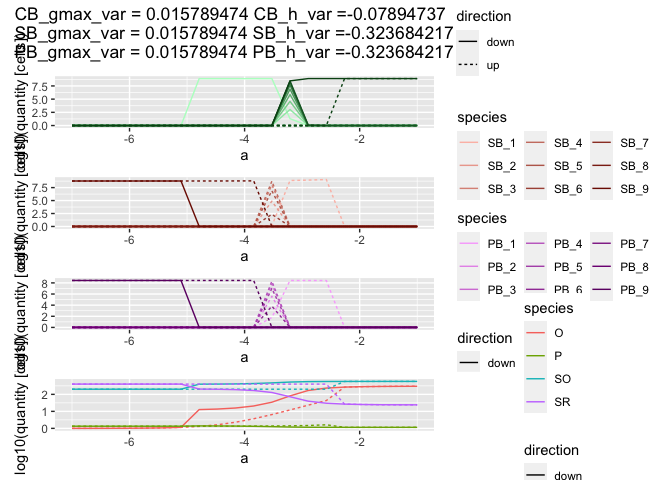 CB_gmax_var = 0.015789474 CB_h_var =-0.07894737
SB_gmax_var = 0.015789474 SB_h_var =-0.323684217
PB_gmax_var = 0.015789474 PB_h_var =-0.323684217
7.5
5.0
2.5
0.0
-6 -4 -2
a
7.5
5.0
2.5
0.0
-6 -4 -2
a
8
6
4
2
0
-6 -4 -2
a
log10(quantity [cells])
2
1
0
-6 -4 -2
a
direction
down
up
species
SB_1 SB_4 SB_7
SB_2 SB_5 SB_8
SB_3 SB_6 SB_9
species
PB_1 PB_4 PB_7
PB_2 PB_5 PB_8
PB_3 PB_6 PB_9
species
O
P
SO
SR
direction
down
direction
down